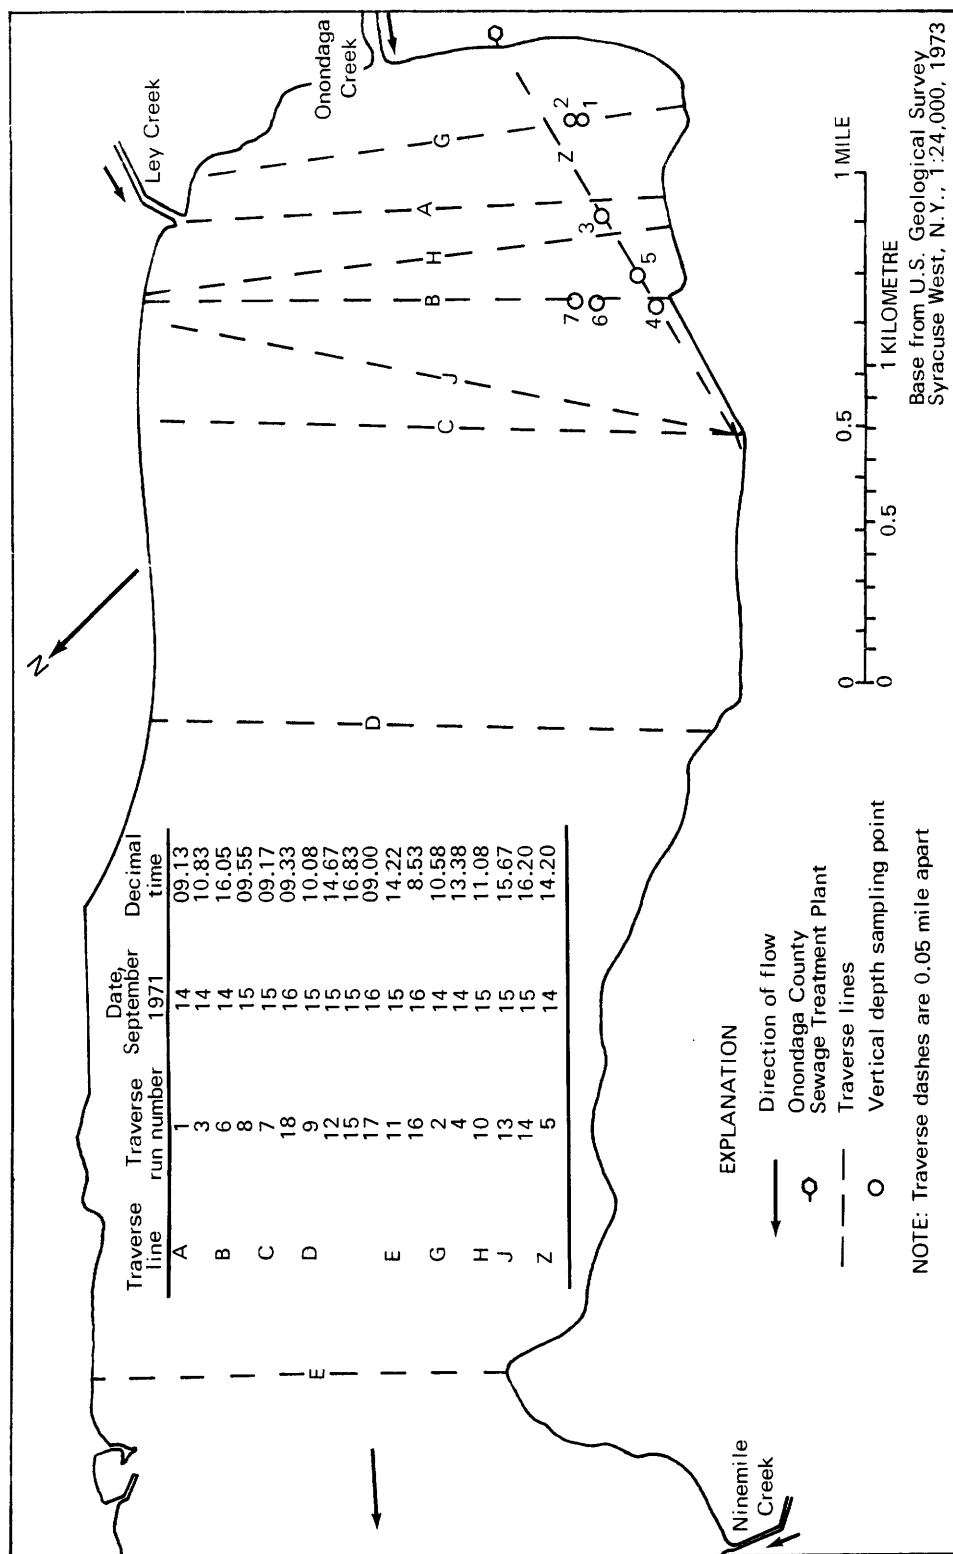 N
Ley Creek
Onondaga
Creek
G
A
H
B
J
C
D
E
Z
2
1
3
5
7
6
4
Ninemile
Creek
Traverse line Traverse run number Date, September 1971 Decimal time
A 1 14 09.13
3 14 10.83
B 6 14 16.05
8 15 09.55
C 7 15 09.17
18 16 09.33
D 9 15 10.08
12 15 14.67
15 15 16.83
17 16 09.00
E 11 15 14.22
16 16 8.53
G 2 14 10.58
4 14 13.38
H 10 15 11.08
J 13 15 15.67
14 15 16.20
Z 5 14 14.20
EXPLANATION
Direction of flow
Onondaga County
Sewage Treatment Plant
Traverse lines
Vertical depth sampling point
NOTE: Traverse dashes are 0.05 mile apart
0 0.5 1 MILE
0 0.5 1 KILOMETRE
Base from U.S. Geological Survey
Syracuse West, N.Y., 1:24,000, 1973